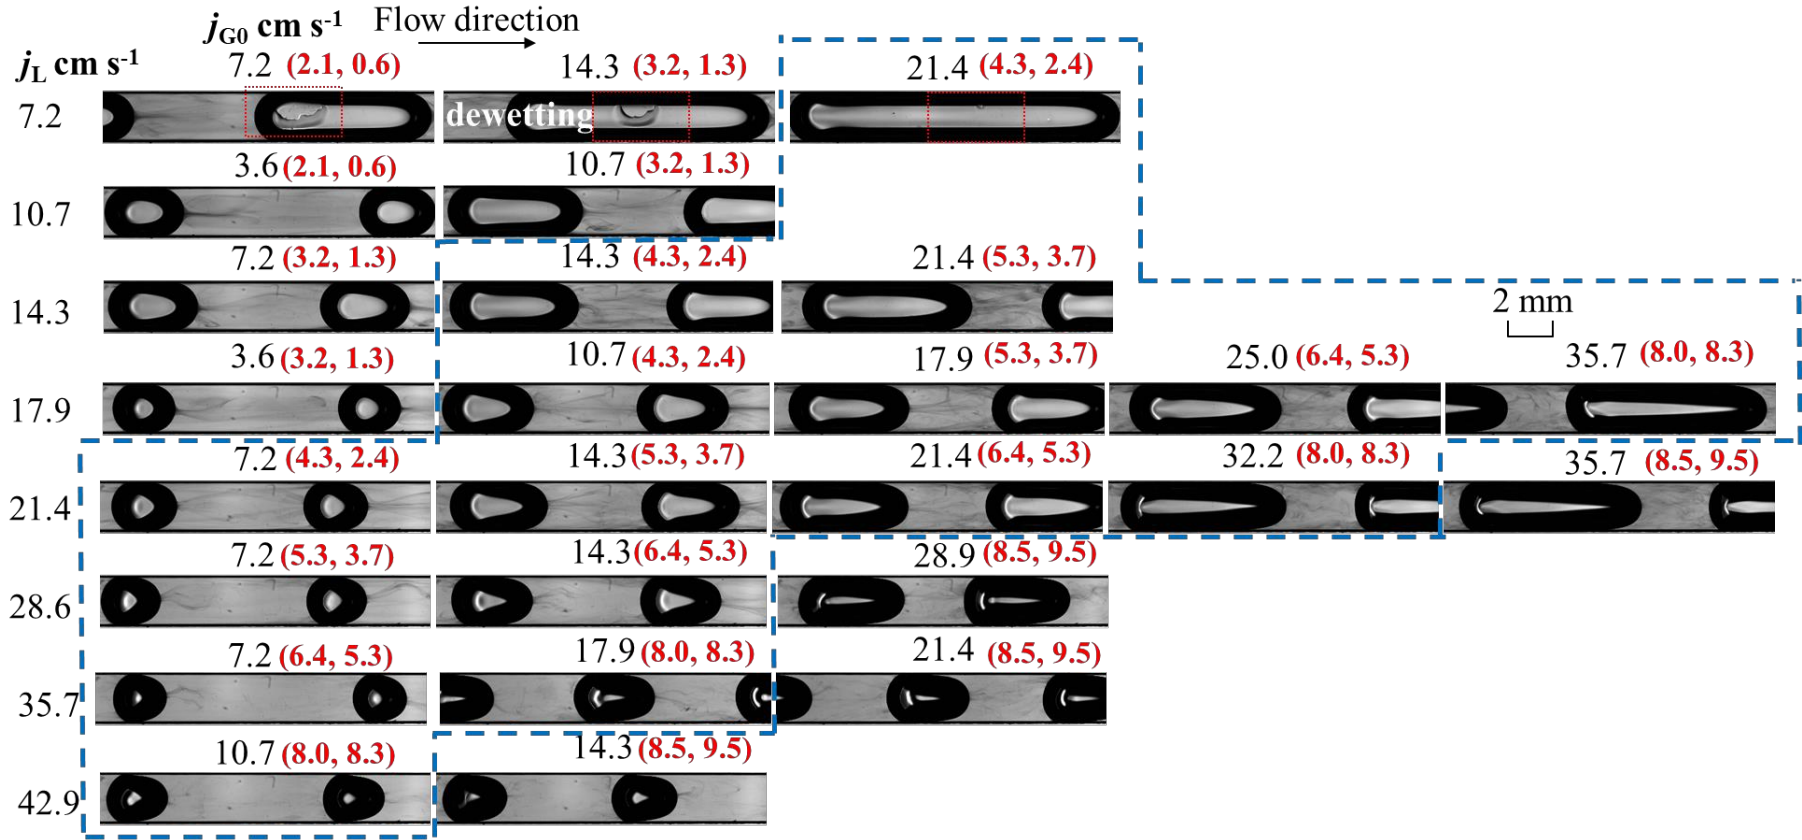 j_G0 cm s⁻¹ Flow direction
j_L cm s⁻¹
7.2 (2.1, 0.6) 14.3 (3.2, 1.3) 21.4 (4.3, 2.4)
7.2 dewetting
3.6 (2.1, 0.6) 10.7 (3.2, 1.3)
10.7
7.2 (3.2, 1.3) 14.3 (4.3, 2.4) 21.4 (5.3, 3.7)
14.3 2 mm
3.6 (3.2, 1.3) 10.7 (4.3, 2.4) 17.9 (5.3, 3.7) 25.0 (6.4, 5.3) 35.7 (8.0, 8.3)
17.9
7.2 (4.3, 2.4) 14.3 (5.3, 3.7) 21.4 (6.4, 5.3) 32.2 (8.0, 8.3) 35.7 (8.5, 9.5)
21.4
7.2 (5.3, 3.7) 14.3 (6.4, 5.3) 28.9 (8.5, 9.5)
28.6
7.2 (6.4, 5.3) 17.9 (8.0, 8.3) 21.4 (8.5, 9.5)
35.7
10.7 (8.0, 8.3) 14.3 (8.5, 9.5)
42.9